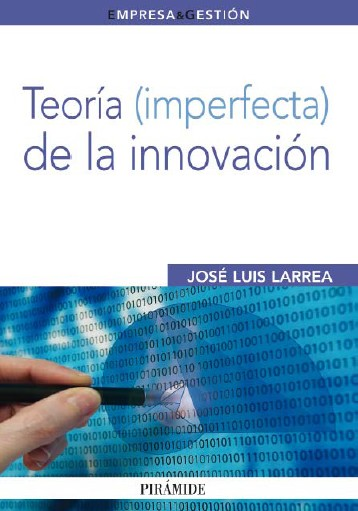 EMPRESA&GESTIÓN
Teoría (imperfecta)
de la innovación
JOSÉ LUIS LARREA
PIRÁMIDE